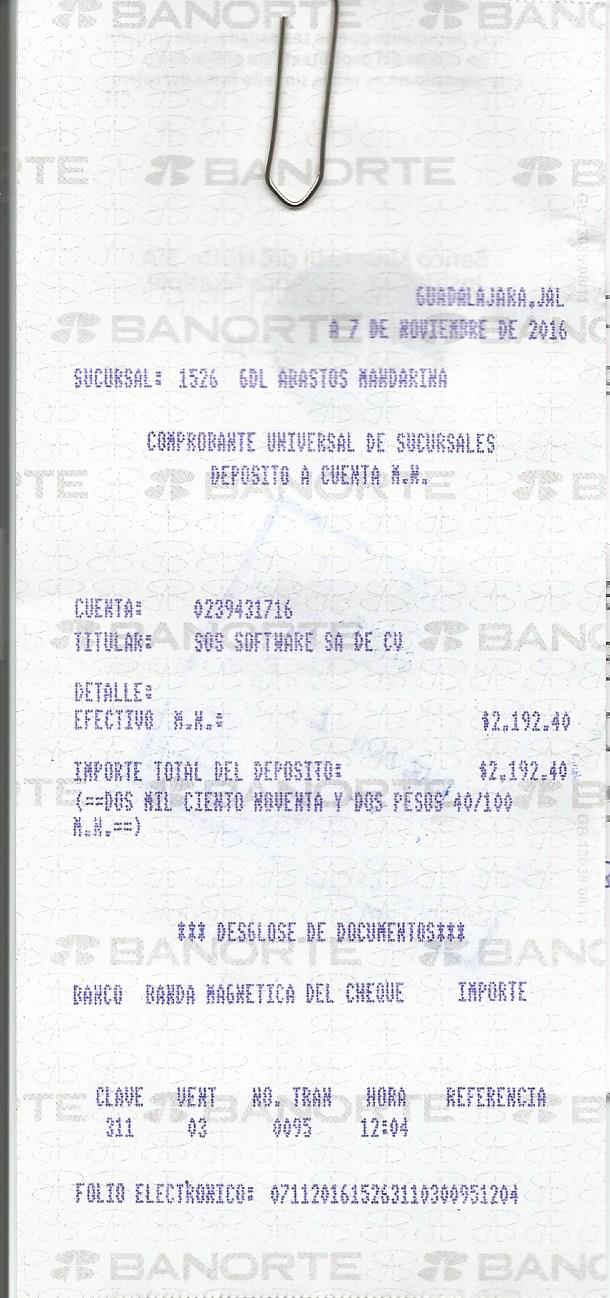 BANORTE
GUADALAJARA,JAL
A 7 DE NOVIEMBRE DE 2016
SUCURSAL: 1526 GDL ABASTOS MANDARINA
COMPROBANTE UNIVERSAL DE SUCURSALES
DEPOSITO A CUENTA M.N.
CUENTA: 0239431716
TITULAR: SOS SOFTWARE SA DE CV
DETALLE:
EFECTIVO M.N.: $2,192.40
IMPORTE TOTAL DEL DEPOSITO: $2,192.40
(==DOS MIL CIENTO NOVENTA Y DOS PESOS 40/100
M.N.==)
*** DESGLOSE DE DOCUMENTOS***
BANCO BANDA MAGNETICA DEL CHEQUE IMPORTE
CLAVE VENT NO. TRAN HORA REFERENCIA
311 03 0095 12:04
FOLIO ELECTRONICO: 0711201615263110300951204
BANORTE